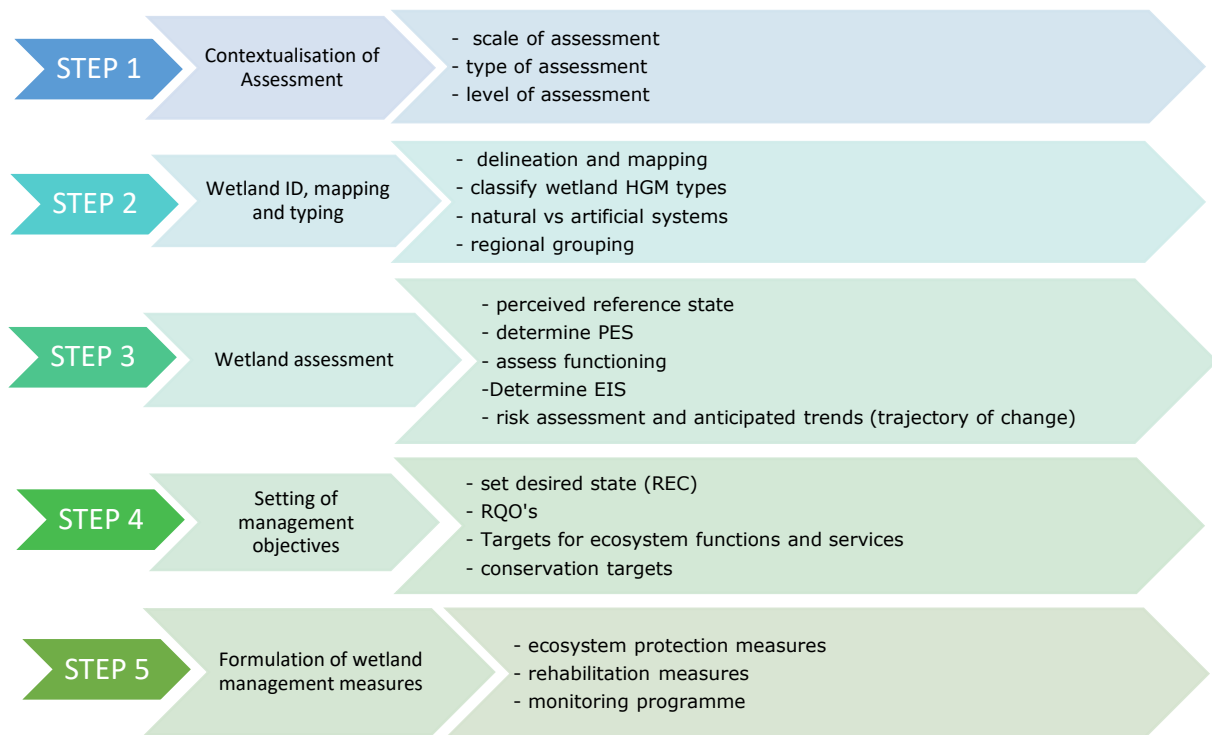 STEP 1
Contextualisation of
Assessment
- scale of assessment
- type of assessment
- level of assessment
STEP 2
Wetland ID, mapping
and typing
- delineation and mapping
- classify wetland HGM types
- natural vs artificial systems
- regional grouping
STEP 3
Wetland assessment
- perceived reference state
- determine PES
- assess functioning
-Determine EIS
- risk assessment and anticipated trends (trajectory of change)
STEP 4
Setting of
management
objectives
- set desired state (REC)
- RQO's
- Targets for ecosystem functions and services
- conservation targets
STEP 5
Formulation of wetland
management measures
- ecosystem protection measures
- rehabilitation measures
- monitoring programme